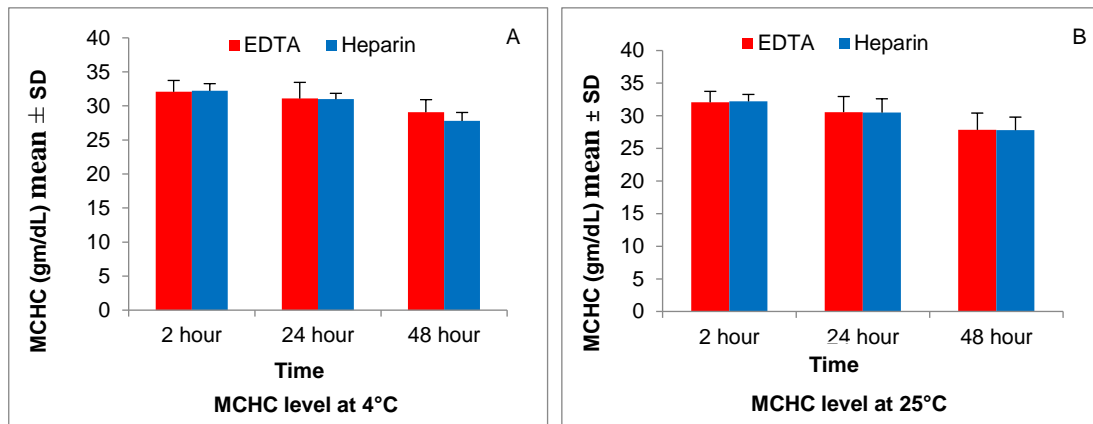 A
EDTA Heparin
MCHC (gm/dL) mean ± SD
40
35
30
25
20
15
10
5
0
2 hour 24 hour 48 hour
Time
MCHC level at 4°C
B
EDTA Heparin
MCHC (gm/dL) mean ± SD
40
35
30
25
20
15
10
5
0
2 hour 24 hour 48 hour
Time
MCHC level at 25°C